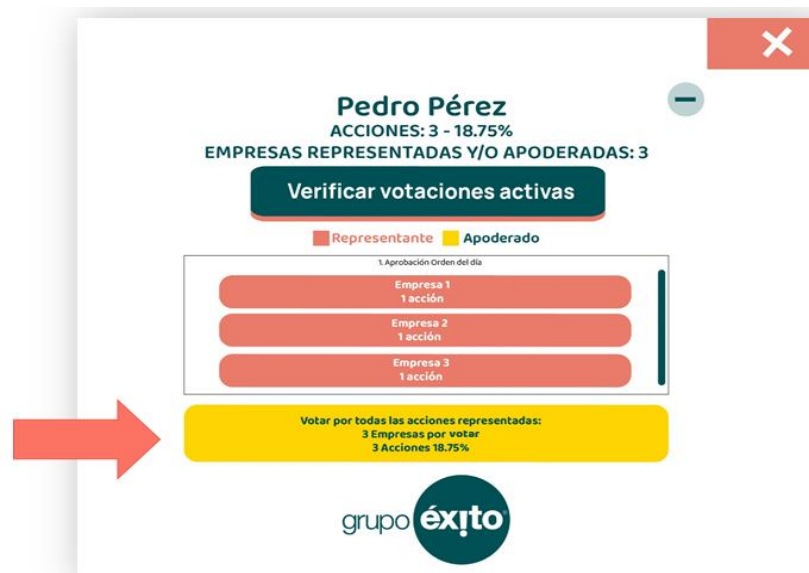 Pedro Pérez
ACCIONES: 3 - 18.75%
EMPRESAS REPRESENTADAS Y/O APODERADAS: 3
Verificar votaciones activas
Representante Apoderado
1. Aprobación Orden del día
Empresa 1
1 acción
Empresa 2
1 acción
Empresa 3
1 acción
Votar por todas las acciones representadas:
3 Empresas por votar
3 Acciones 18.75%
grupo éxito